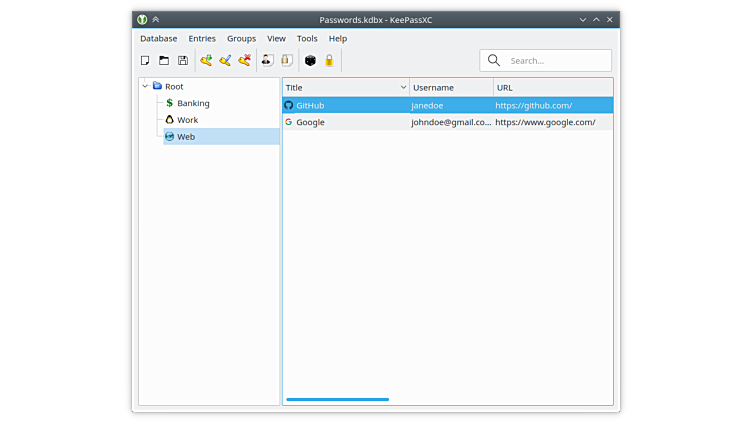 Passwords.kdbx - KeePassXC
Database Entries Groups View Tools Help
Search...
Root
Banking
Work
Web
Title Username URL
GitHub janedoe https://github.com/
Google johndoe@gmail.co... https://www.google.com/